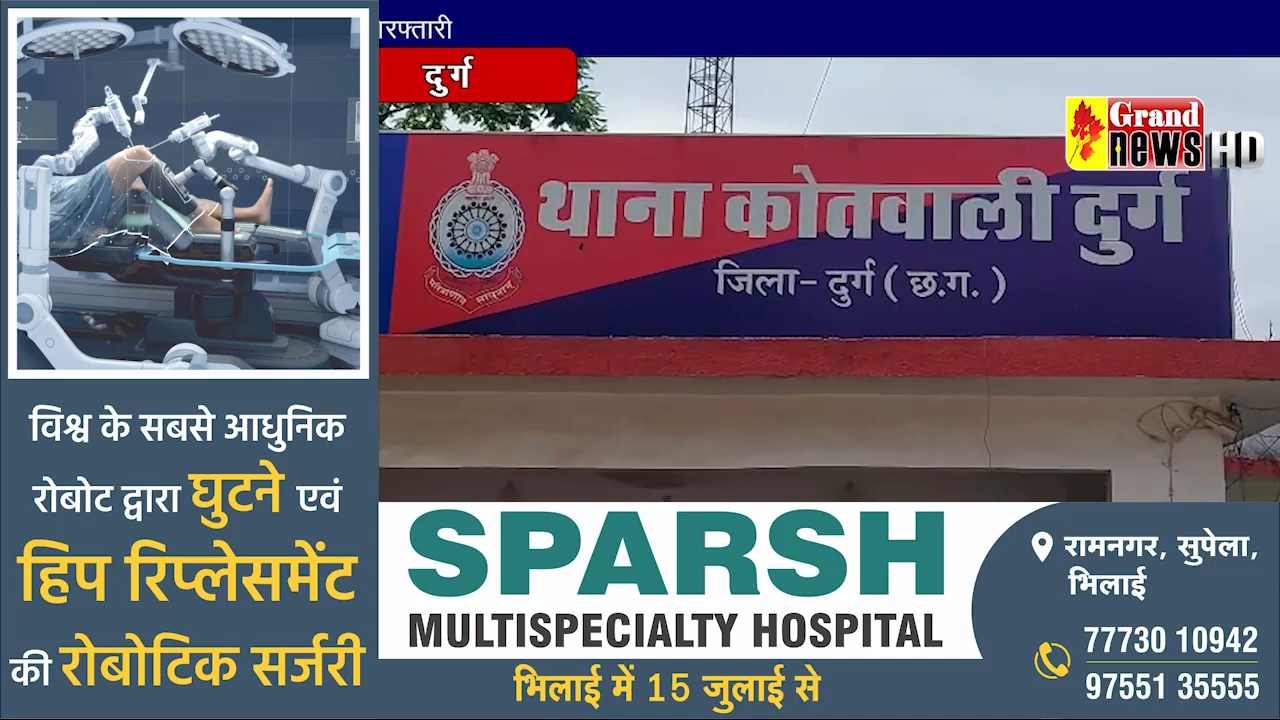 रफ्तारी
दुर्ग
Grand
news HD
थाना कोतवाली दुर्ग
जिला- दुर्ग ( छ.ग. )
विश्व के सबसे आधुनिक
रोबोट द्वारा घुटने एवं
हिप रिप्लेसमेंट
की रोबोटिक सर्जरी
SPARSH
MULTISPECIALTY HOSPITAL
भिलाई में 15 जुलाई से
रामनगर, सुपेला,
भिलाई
77730 10942
97551 35555